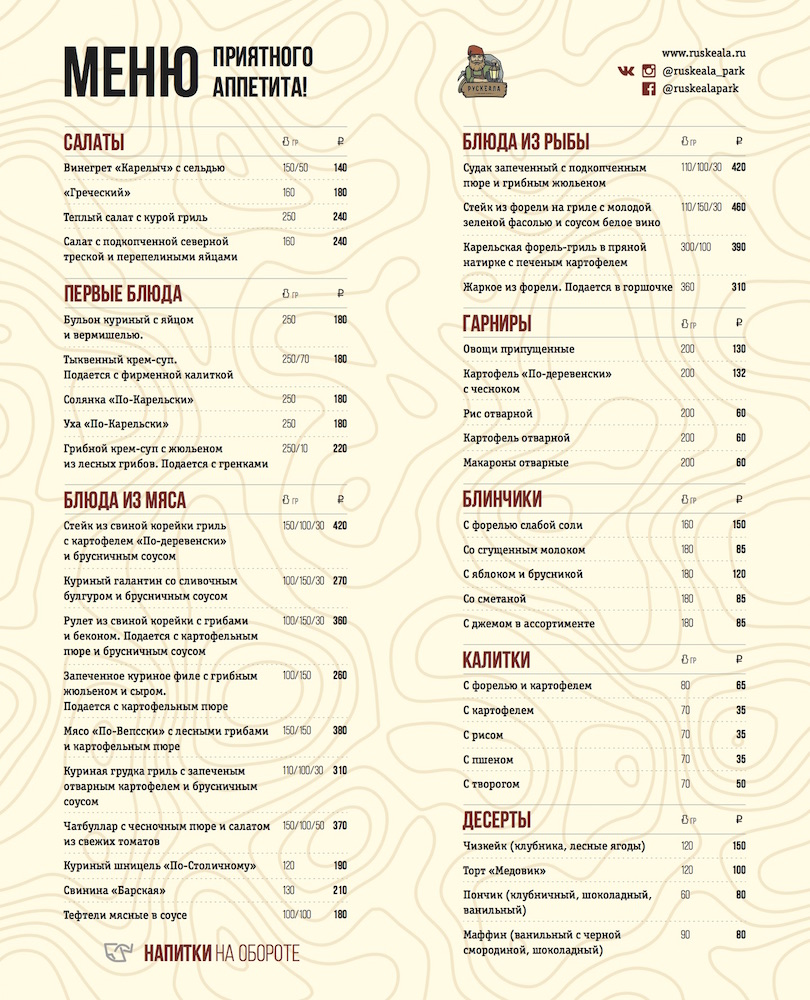 МЕНЮ
ПРИЯТНОГО
АППЕТИТА!
РУСКЕАЛА
www.ruskeala.ru
@ruskeala_park
@ruskealapark
САЛАТЫ ГР ₽
Винегрет «Карелыч» с сельдью 150/50 140
«Греческий» 160 180
Теплый салат с курой гриль 250 240
Салат с подкопченной северной 160 240
треской и перепелиными яйцами
ПЕРВЫЕ БЛЮДА ГР ₽
Бульон куриный с яйцом 250 180
и вермишелью.
Тыквенный крем-суп. 250/70 180
Подается с фирменной калиткой
Солянка «По-Карельски» 250 180
Уха «По-Карельски» 250 180
Грибной крем-суп с жюльеном 250/10 220
из лесных грибов. Подается с гренками
БЛЮДА ИЗ МЯСА ГР ₽
Стейк из свиной корейки гриль 150/100/30 420
с картофелем «По-деревенски»
и брусничным соусом
Куриный галантин со сливочным 100/150/30 270
булгуром и брусничным соусом
Рулет из свиной корейки с грибами 100/150/30 360
и беконом. Подается с картофельным
пюре и брусничным соусом
Запеченное куриное филе с грибным 100/150 260
жюльеном и сыром.
Подается с картофельным пюре
Мясо «По-Вепсски» с лесными грибами 150/150 380
и картофельным пюре
Куриная грудка гриль с запеченым 110/100/30 310
отварным картофелем и брусничным
соусом
Чатбуллар с чесночным пюре и салатом 150/100/50 370
из свежих томатов
Куриный шницель «По-Столичному» 120 190
Свинина «Барская» 130 210
Тефтели мясные в соусе 100/100 180
НАПИТКИ НА ОБОРОТЕ
БЛЮДА ИЗ РЫБЫ ГР ₽
Судак запеченный с подкопченным 110/100/30 420
пюре и грибным жюльеном
Стейк из форели на гриле с молодой 110/150/30 460
зеленой фасолью и соусом белое вино
Карельская форель-гриль в пряной 300/100 390
натирке с печеным картофелем
Жаркое из форели. Подается в горшочке 360 310
ГАРНИРЫ ГР ₽
Овощи припущенные 200 130
Картофель «По-деревенски» 200 132
с чесноком
Рис отварной 200 60
Картофель отварной 200 60
Макароны отварные 200 60
БЛИНЧИКИ ГР ₽
С форелью слабой соли 160 150
Со сгущенным молоком 180 85
С яблоком и брусникой 180 120
Со сметаной 180 85
С джемом в ассортименте 180 85
КАЛИТКИ ГР ₽
С форелью и картофелем 80 65
С картофелем 70 35
С рисом 70 35
С пшеном 70 35
С творогом 70 50
ДЕСЕРТЫ ГР ₽
Чизкейк (клубника, лесные ягоды) 120 150
Торт «Медовик» 120 100
Пончик (клубничный, шоколадный, 60 80
ванильный)
Маффин (ванильный с черной 90 80
смородиной, шоколадный)